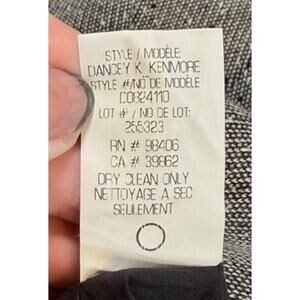 STYLE / MODÈLE:
DANCEY K KENMORE
STYLE #/NO DE MODÈLE
C0824110
LOT # / NO DE LOT:
255323
RN # 98406
CA # 39862
DRY CLEAN ONLY
NETTOYAGE A SEC
SEULEMENT